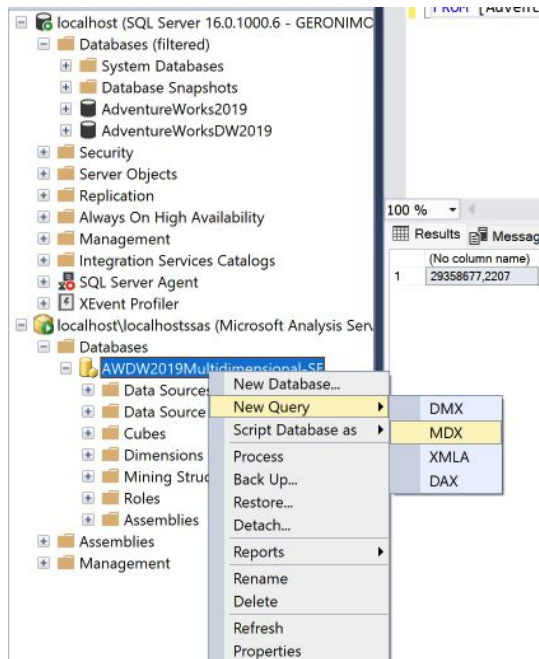 localhost (SQL Server 16.0.1000.6 - GERONIMO
Databases (filtered)
System Databases
Database Snapshots
AdventureWorks2019
AdventureWorksDW2019
Security
Server Objects
Replication
Always On High Availability
Management
Integration Services Catalogs
SQL Server Agent
XEvent Profiler
localhost\localhostssas (Microsoft Analysis Serv
Databases
AWDW2019Multidimensional-SE
Data Sources
Data Source
Cubes
Dimensions
Mining Struc
Roles
Assemblies
Assemblies
Management
New Database...
New Query
Script Database as
Process
Back Up...
Restore...
Detach...
Reports
Rename
Delete
Refresh
Properties
DMX
MDX
XMLA
DAX
FROM [Advent
100 %
Results Messag
(No column name)
1 29358677,2207